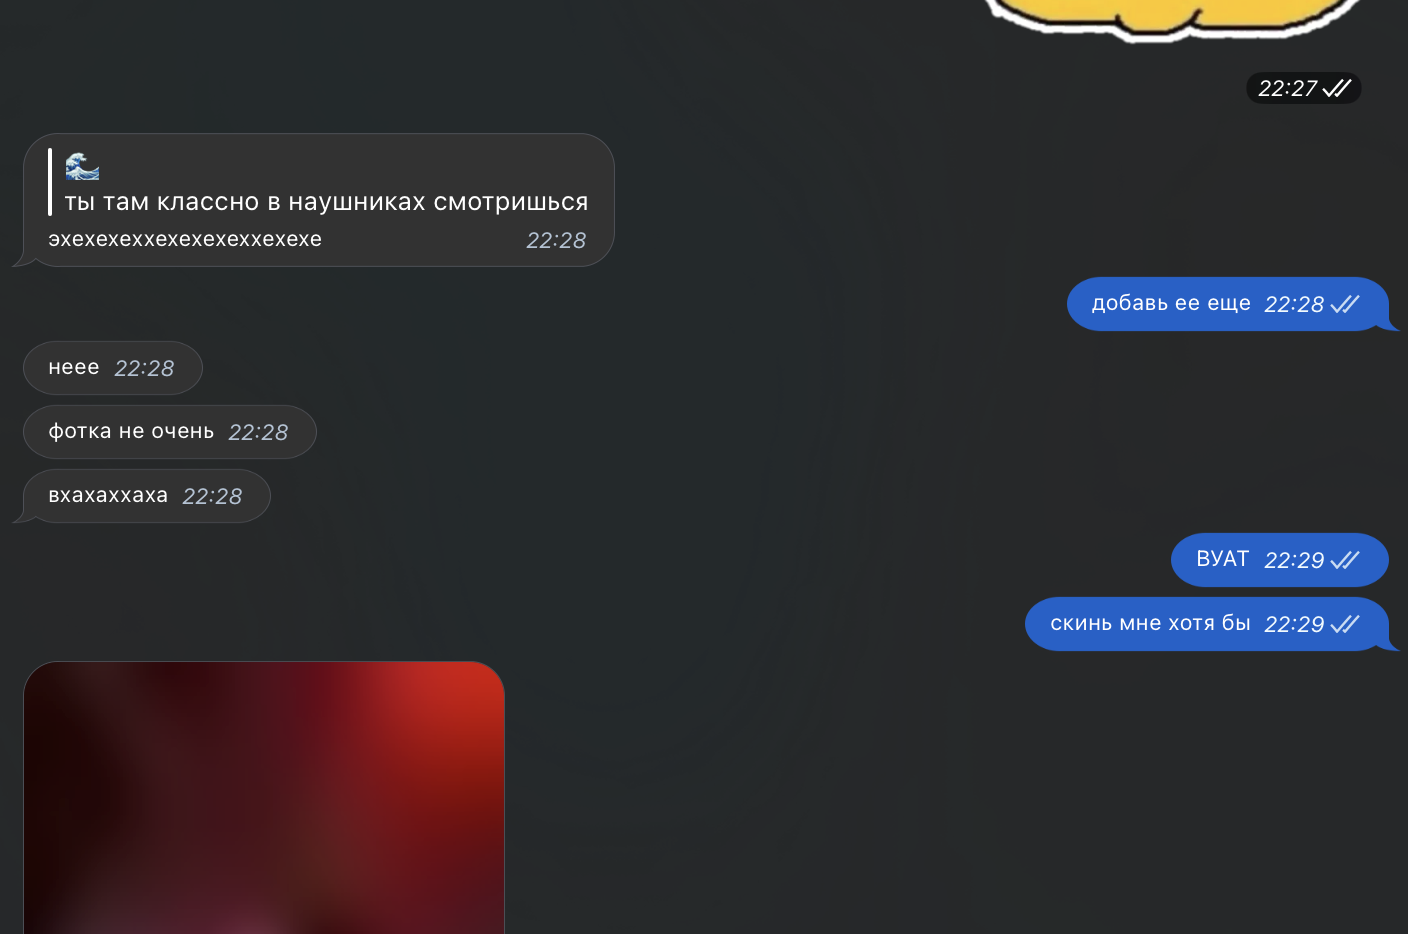 22:27
🌊
ты там классно в наушниках смотришься
эхехехеххехехехеххехехе 22:28
добавь ее еще 22:28
неее 22:28
фотка не очень 22:28
вхахаххаха 22:28
ВУАТ 22:29
скинь мне хотя бы 22:29